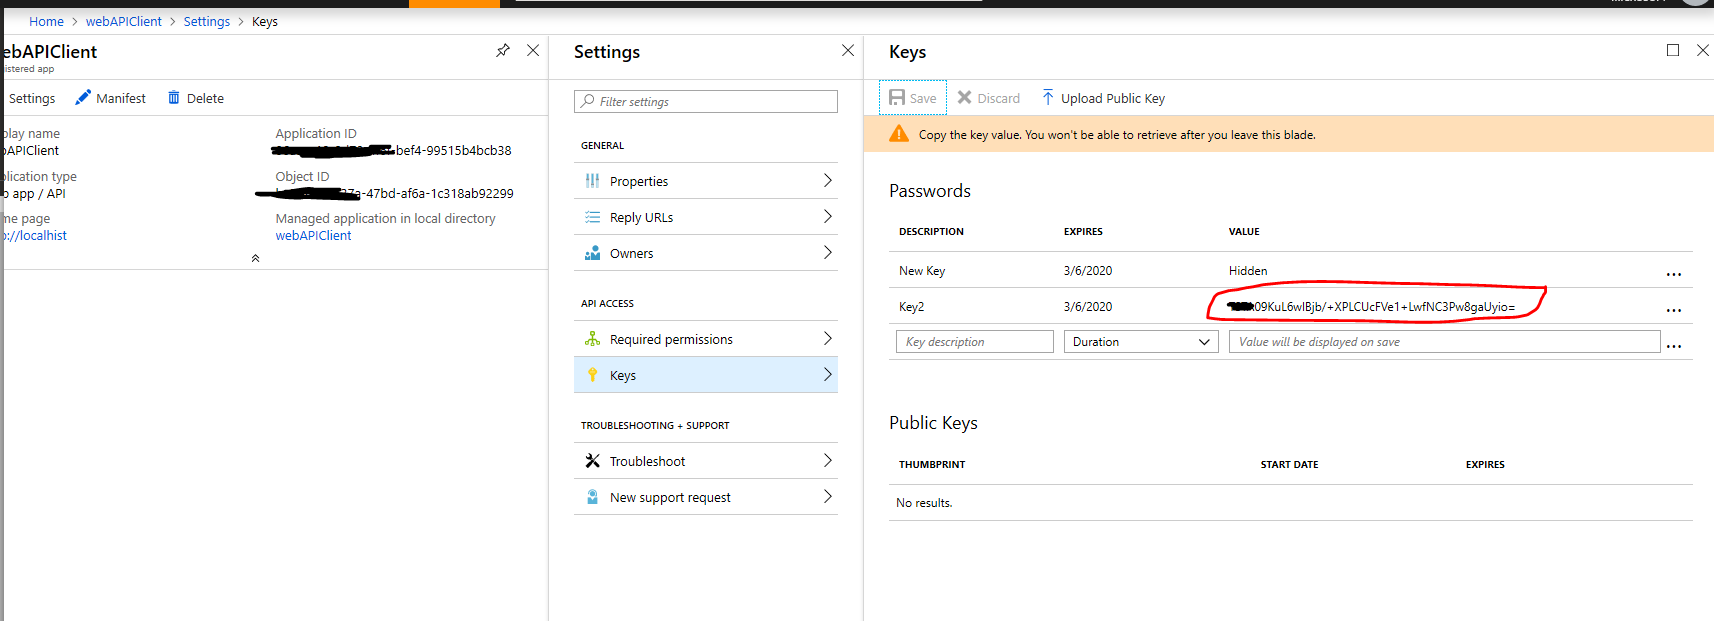 Home > webAPIClient > Settings > Keys
ebAPIClient
istered app
Settings Manifest Delete
play name
bAPIClient
plication type
o app / API
me page
o://localhist
Application ID
-bef4-99515b4bcb38
Object ID
7a-47bd-af6a-1c318ab92299
Managed application in local directory
webAPIClient
Settings
Filter settings
GENERAL
Properties
Reply URLs
Owners
API ACCESS
Required permissions
Keys
TROUBLESHOOTING + SUPPORT
Troubleshoot
New support request
Keys
Save Discard Upload Public Key
Copy the key value. You won't be able to retrieve after you leave this blade.
Passwords
DESCRIPTION EXPIRES VALUE
New Key 3/6/2020 Hidden ...
Key2 3/6/2020 09KuL6wIBjb/+XPLCUcFVe1+LwfNC3Pw8gaUyio= ...
Key description Duration Value will be displayed on save ...
Public Keys
THUMBPRINT START DATE EXPIRES
No results.